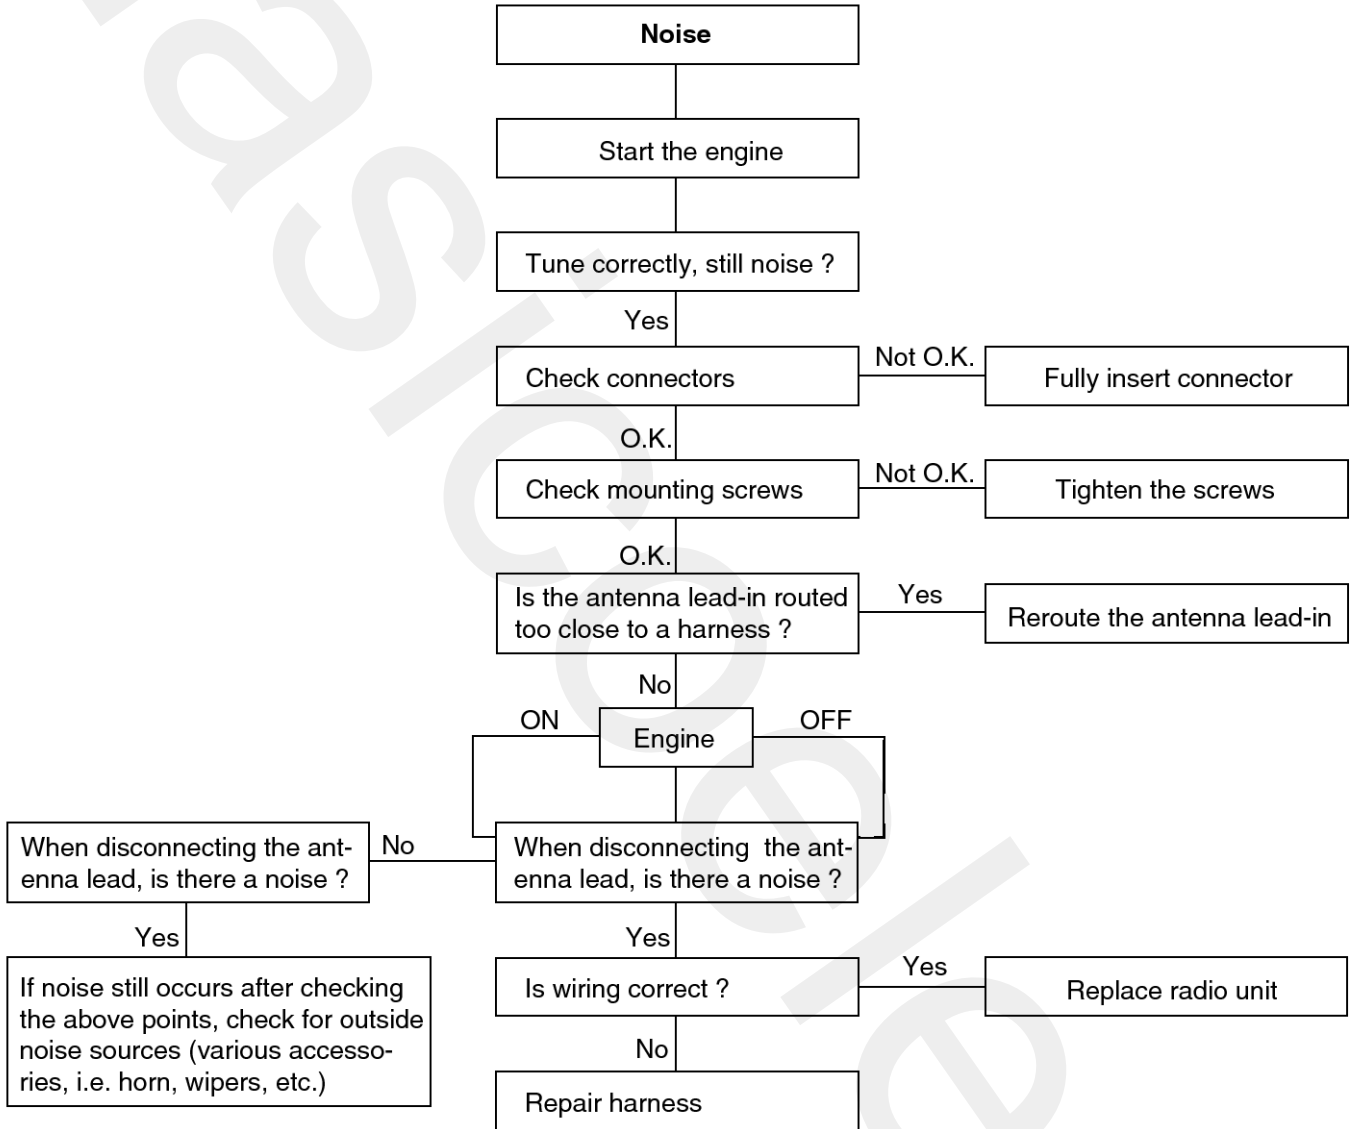 Noise
Start the engine
Tune correctly, still noise ?
Yes
Check connectors
Not O.K.
Fully insert connector
O.K.
Check mounting screws
Not O.K.
Tighten the screws
O.K.
Is the antenna lead-in routed
too close to a harness ?
Yes
Reroute the antenna lead-in
No
ON
Engine
OFF
When disconnecting the ant-
enna lead, is there a noise ?
No
When disconnecting the ant-
enna lead, is there a noise ?
Yes
Yes
If noise still occurs after checking
the above points, check for outside
noise sources (various accesso-
ries, i.e. horn, wipers, etc.)
Is wiring correct ?
Yes
Replace radio unit
No
Repair harness